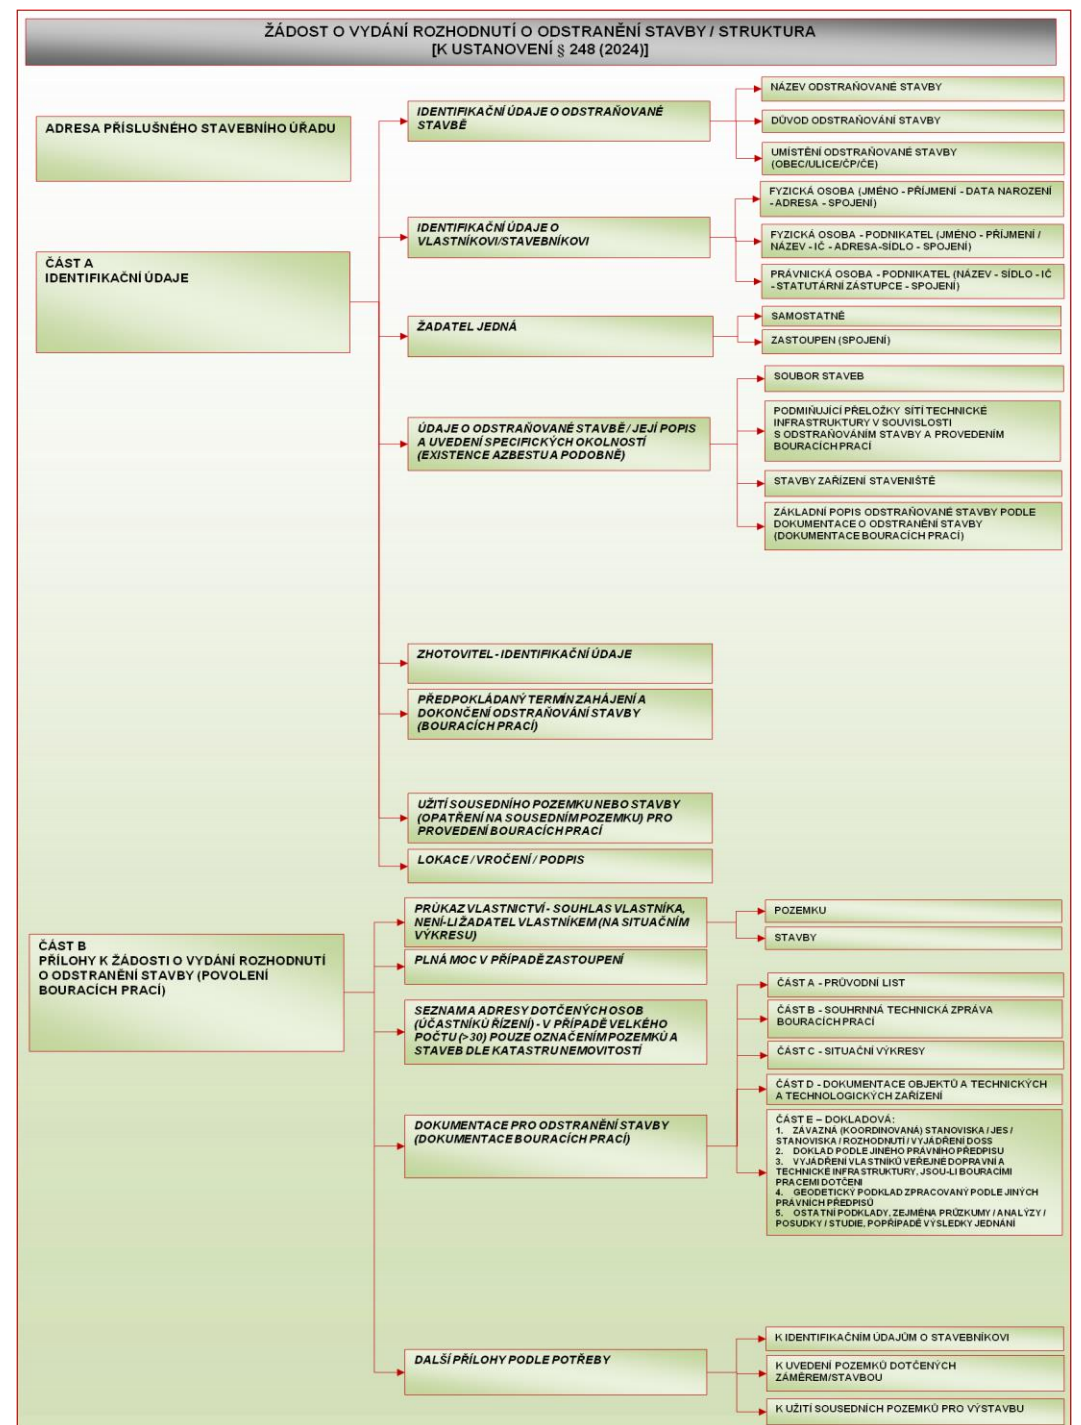 ŽÁDOST O VYDÁNÍ ROZHODNUTÍ O ODSTRANĚNÍ STAVBY / STRUKTURA
[K USTANOVENÍ § 248 (2024)]
ADRESA PŘÍSLUŠNÉHO STAVEBNÍHO ÚŘADU
ČÁST A
IDENTIFIKAČNÍ ÚDAJE
IDENTIFIKAČNÍ ÚDAJE O ODSTRAŇOVANÉ
STAVBĚ
NÁZEV ODSTRAŇOVANÉ STAVBY
DŮVOD ODSTRAŇOVÁNÍ STAVBY
UMÍSTĚNÍ ODSTRAŇOVANÉ STAVBY
(OBEC/ULICE/ČP/ČE)
IDENTIFIKAČNÍ ÚDAJE O
VLASTNÍKOVI/STAVEBNÍKOVI
FYZICKÁ OSOBA (JMÉNO - PŘÍJMENÍ - DATA NAROZENÍ
- ADRESA - SPOJENÍ)
FYZICKÁ OSOBA - PODNIKATEL (JMÉNO - PŘÍJMENÍ /
NÁZEV - IČ - ADRESA-SÍDLO - SPOJENÍ)
PRÁVNICKÁ OSOBA - PODNIKATEL (NÁZEV - SÍDLO - IČ
- STATUTÁRNÍ ZÁSTUPCE - SPOJENÍ)
ŽADATEL JEDNÁ
SAMOSTATNĚ
ZASTOUPEN (SPOJENÍ)
ÚDAJE O ODSTRAŇOVANÉ STAVBĚ / JEJÍ POPIS
A UVEDENÍ SPECIFICKÝCH OKOLNOSTÍ
(EXISTENCE AZBESTU A PODOBNĚ)
SOUBOR STAVEB
PODMIŇUJÍCÍ PŘELOŽKY SÍTÍ TECHNICKÉ
INFRASTRUKTURY V SOUVISLOSTI
S ODSTRAŇOVÁNÍM STAVBY A PROVEDENÍM
BOURACÍCH PRACÍ
STAVBY ZAŘÍZENÍ STAVENIŠTĚ
ZÁKLADNÍ POPIS ODSTRAŇOVANÉ STAVBY PODLE
DOKUMENTACE O ODSTRANĚNÍ STAVBY
(DOKUMENTACE BOURACÍCH PRACÍ)
ZHOTOVITEL - IDENTIFIKAČNÍ ÚDAJE
PŘEDPOKLÁDANÝ TERMÍN ZAHÁJENÍ A
DOKONČENÍ ODSTRAŇOVÁNÍ STAVBY
(BOURACÍCH PRACÍ)
UŽITÍ SOUSEDNÍHO POZEMKU NEBO STAVBY
(OPATŘENÍ NA SOUSEDNÍM POZEMKU) PRO
PROVEDENÍ BOURACÍCH PRACÍ
LOKACE / VROČENÍ / PODPIS
ČÁST B
PŘÍLOHY K ŽÁDOSTI O VYDÁNÍ ROZHODNUTÍ
O ODSTRANĚNÍ STAVBY (POVOLENÍ
BOURACÍCH PRACÍ)
PRŮKAZ VLASTNICTVÍ - SOUHLAS VLASTNÍKA,
NENÍ-LI ŽADATEL VLASTNÍKEM (NA SITUAČNÍM
VÝKRESU)
POZEMKU
STAVBY
PLNÁ MOC V PŘÍPADĚ ZASTOUPENÍ
SEZNAM A ADRESY DOTČENÝCH OSOB
(ÚČASTNÍKŮ ŘÍZENÍ) - V PŘÍPADĚ VELKÉHO
POČTU (>30) POUZE OZNAČENÍM POZEMKŮ A
STAVEB DLE KATASTRU NEMOVITOSTÍ
DOKUMENTACE PRO ODSTRANĚNÍ STAVBY
(DOKUMENTACE BOURACÍCH PRACÍ)
ČÁST A - PRŮVODNÍ LIST
ČÁST B - SOUHRNNÁ TECHNICKÁ ZPRÁVA
BOURACÍCH PRACÍ
ČÁST C - SITUAČNÍ VÝKRESY
ČÁST D - DOKUMENTACE OBJEKTŮ A TECHNICKÝCH
A TECHNOLOGICKÝCH ZAŘÍZENÍ
ČÁST E – DOKLADOVÁ:
1. ZÁVAZNÁ (KOORDINOVANÁ) STANOVISKA / JES /
STANOVISKA / ROZHODNUTÍ / VYJÁDŘENÍ DOSS
2. DOKLAD PODLE JINÉHO PRÁVNÍHO PŘEDPISU
3. VYJÁDŘENÍ VLASTNÍKŮ VEŘEJNÉ DOPRAVNÍ A
TECHNICKÉ INFRASTRUKTURY, JSOU-LI BOURACÍMI
PRACEMI DOTČENI
4. GEODETICKÝ PODKLAD ZPRACOVANÝ PODLE JINÝCH
PRÁVNÍCH PŘEDPISŮ
5. OSTATNÍ PODKLADY, ZEJMÉNA PRŮZKUMY / ANALÝZY /
POSUDKY / STUDIE, POPŘÍPADĚ VÝSLEDKY JEDNÁNÍ
DALŠÍ PŘÍLOHY PODLE POTŘEBY
K IDENTIFIKAČNÍM ÚDAJŮM O STAVEBNÍKOVI
K UVEDENÍ POZEMKŮ DOTČENÝCH
ZÁMĚREM/STAVBOU
K UŽITÍ SOUSEDNÍCH POZEMKŮ PRO VÝSTAVBU